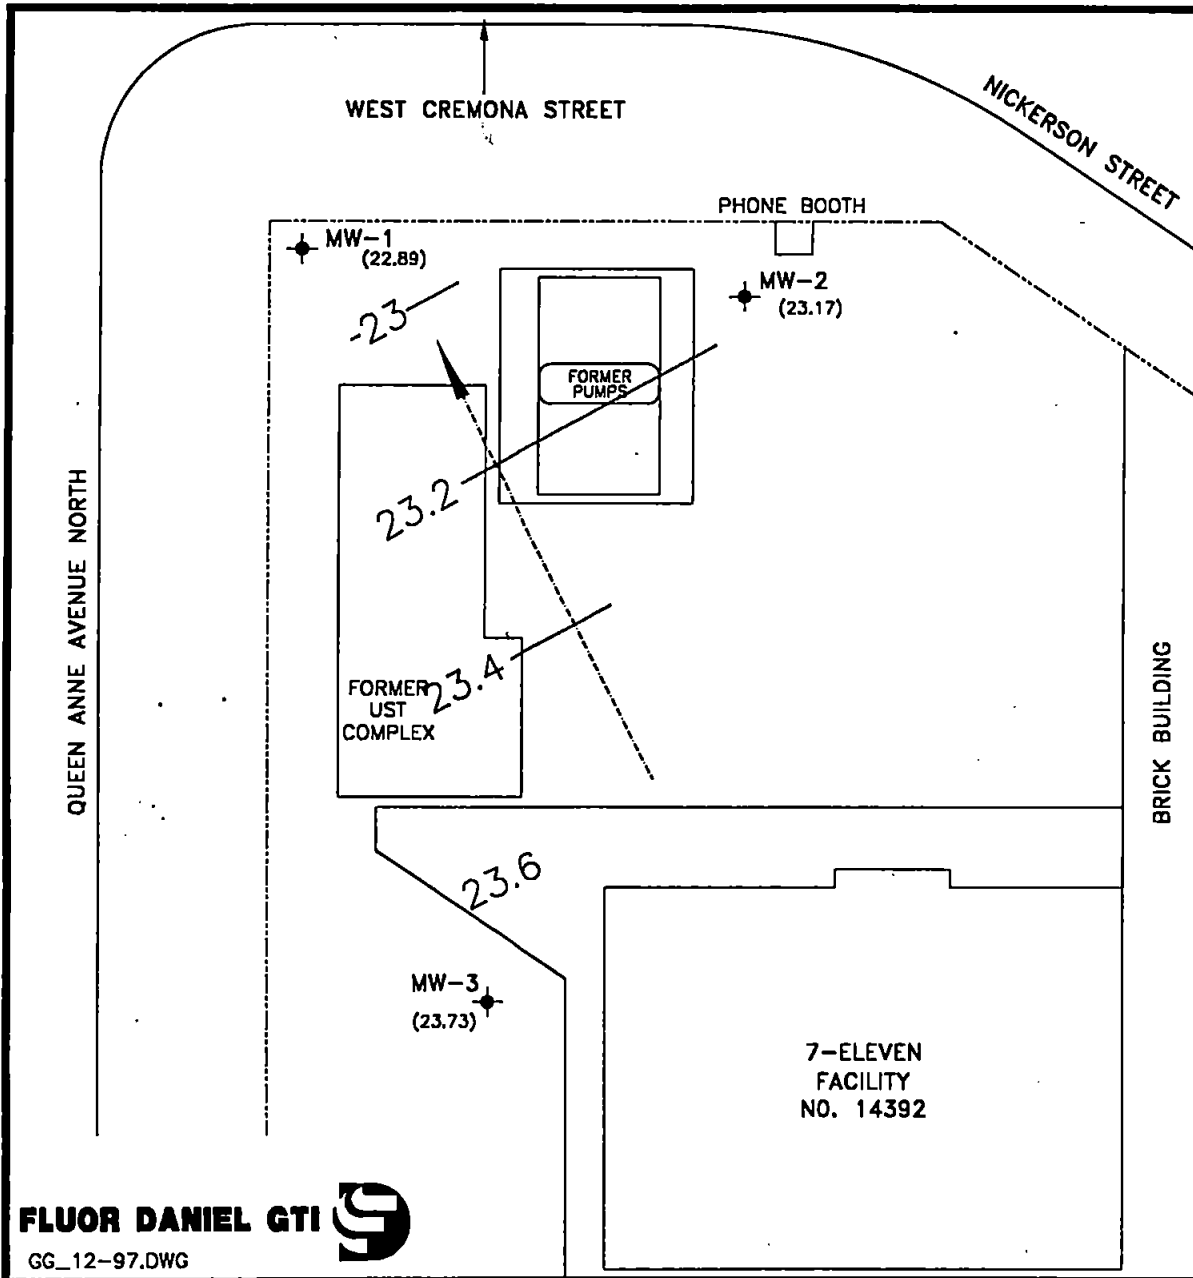 WEST CREMONA STREET
NICKERSON STREET
PHONE BOOTH
MW-1
(22.89)
MW-2
(23.17)
-23
FORMER
PUMPS
23.2
QUEEN ANNE AVENUE NORTH
23.4
FORMER
UST
COMPLEX
BRICK BUILDING
23.6
MW-3
(23.73)
7-ELEVEN
FACILITY
NO. 14392
FLUOR DANIEL GTI
GG_12-97.DWG